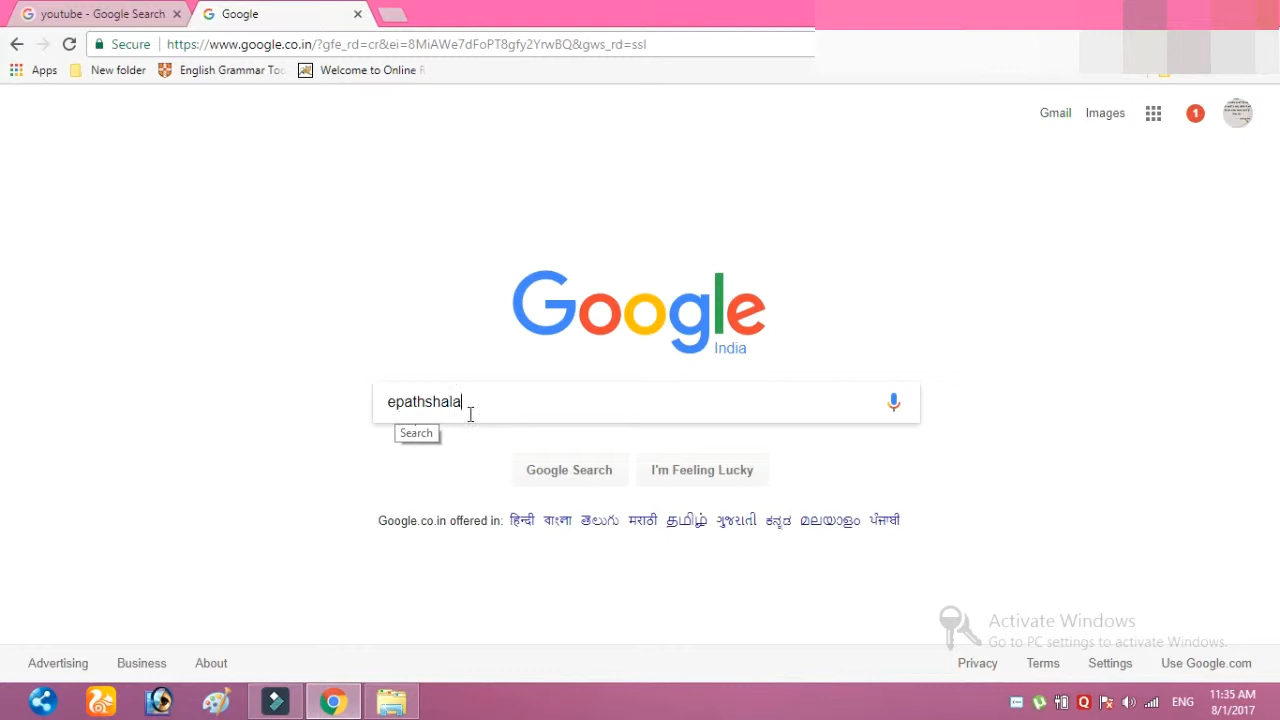 youtube - Google Search
Google
Secure https://www.google.co.in/?gfe_rd=cr&ei=8MiAWe7dFoPT8gfy2YrwBQ&gws_rd=ssl
Apps New folder English Grammar Too Welcome to Online R
Gmail Images 1
Google
India
epathshala
Search
Google Search I'm Feeling Lucky
Google.co.in offered in: हिन्दी বাংলা తెలుగు मराठी தமிழ் ગુજરાતી ಕನ್ನಡ മലയാളം ਪੰਜਾਬੀ
Activate Windows
Go to PC settings to activate Windows.
Advertising Business About Privacy Terms Settings Use Google.com
ENG 11:35 AM
8/1/2017